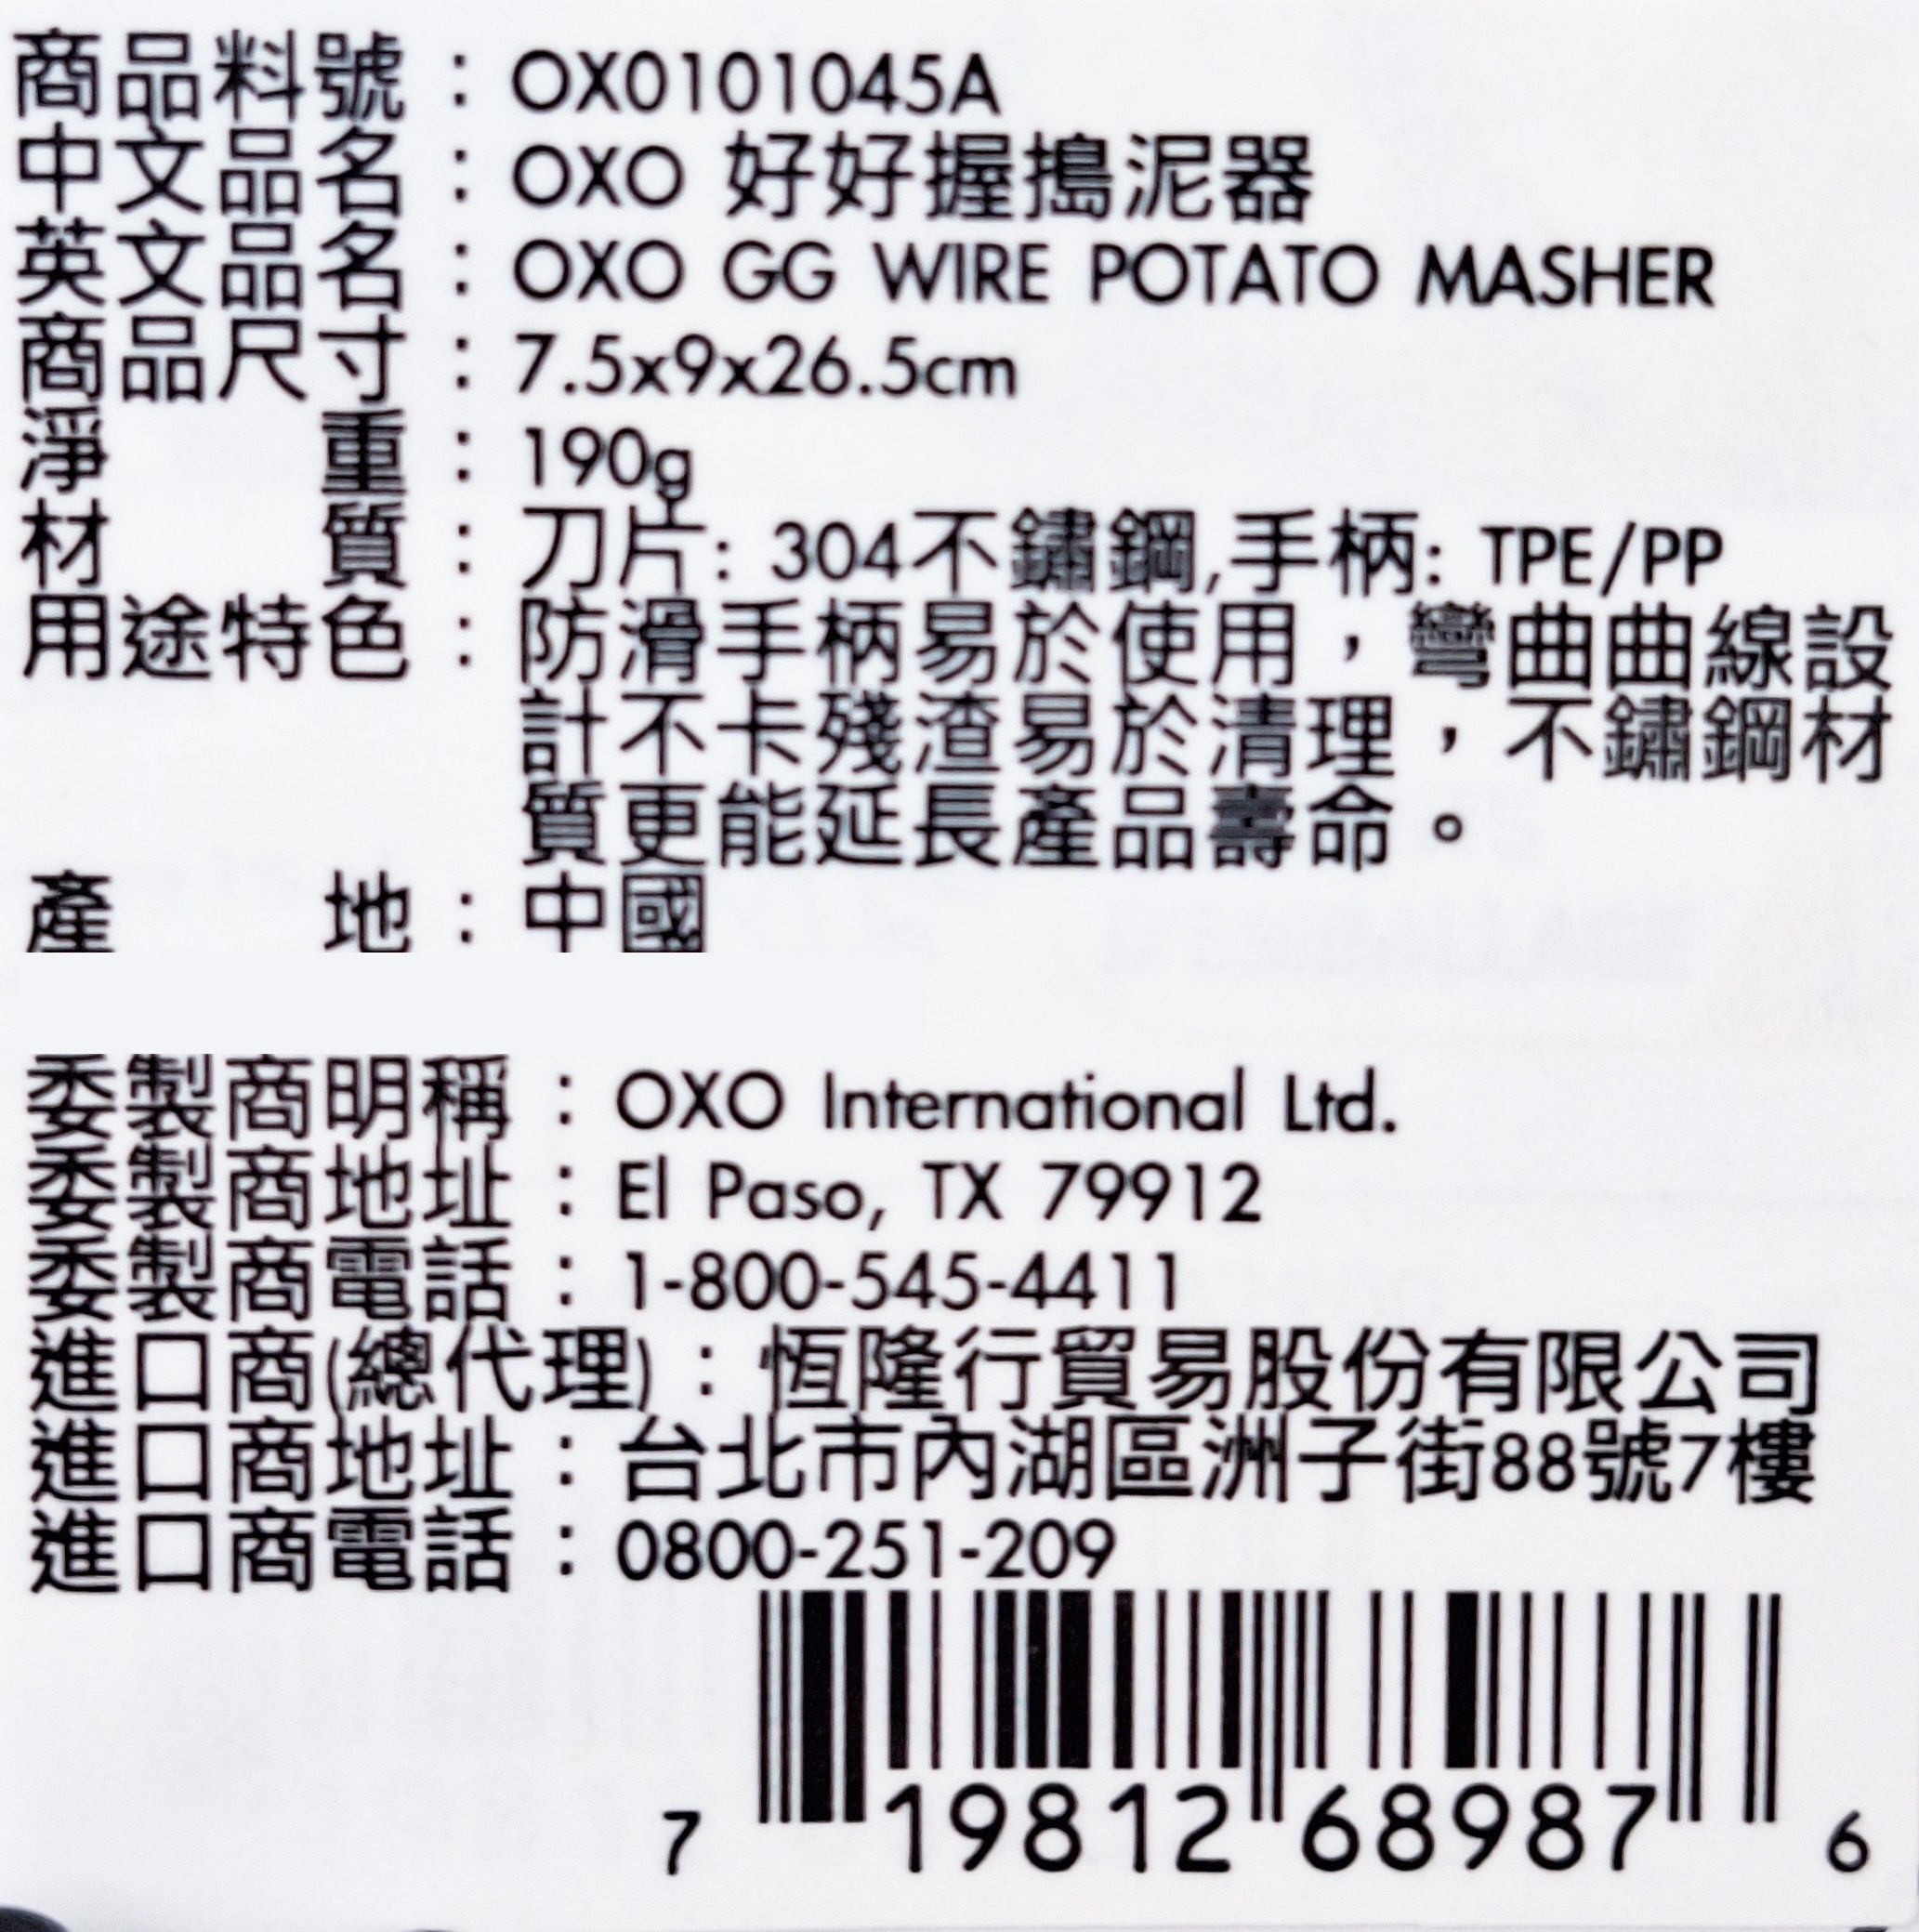 商品料號：OX0101045A
中文品名：OXO 好好握搗泥器
英文品名：OXO GG WIRE POTATO MASHER
商品尺寸：7.5x9x26.5cm
淨重：190g
材質：刀片: 304不鏽鋼,手柄: TPE/PP
用途特色：防滑手柄易於使用，彎曲曲線設
計不卡殘渣易於清理，不鏽鋼材
質更能延長產品壽命。
產地：中國
委製商明稱：OXO International Ltd.
委製商地址：El Paso, TX 79912
委製商電話：1-800-545-4411
進口商(總代理)：恆隆行貿易股份有限公司
進口商地址：台北市內湖區洲子街88號7樓
進口商電話：0800-251-209
7 19812 68987 6